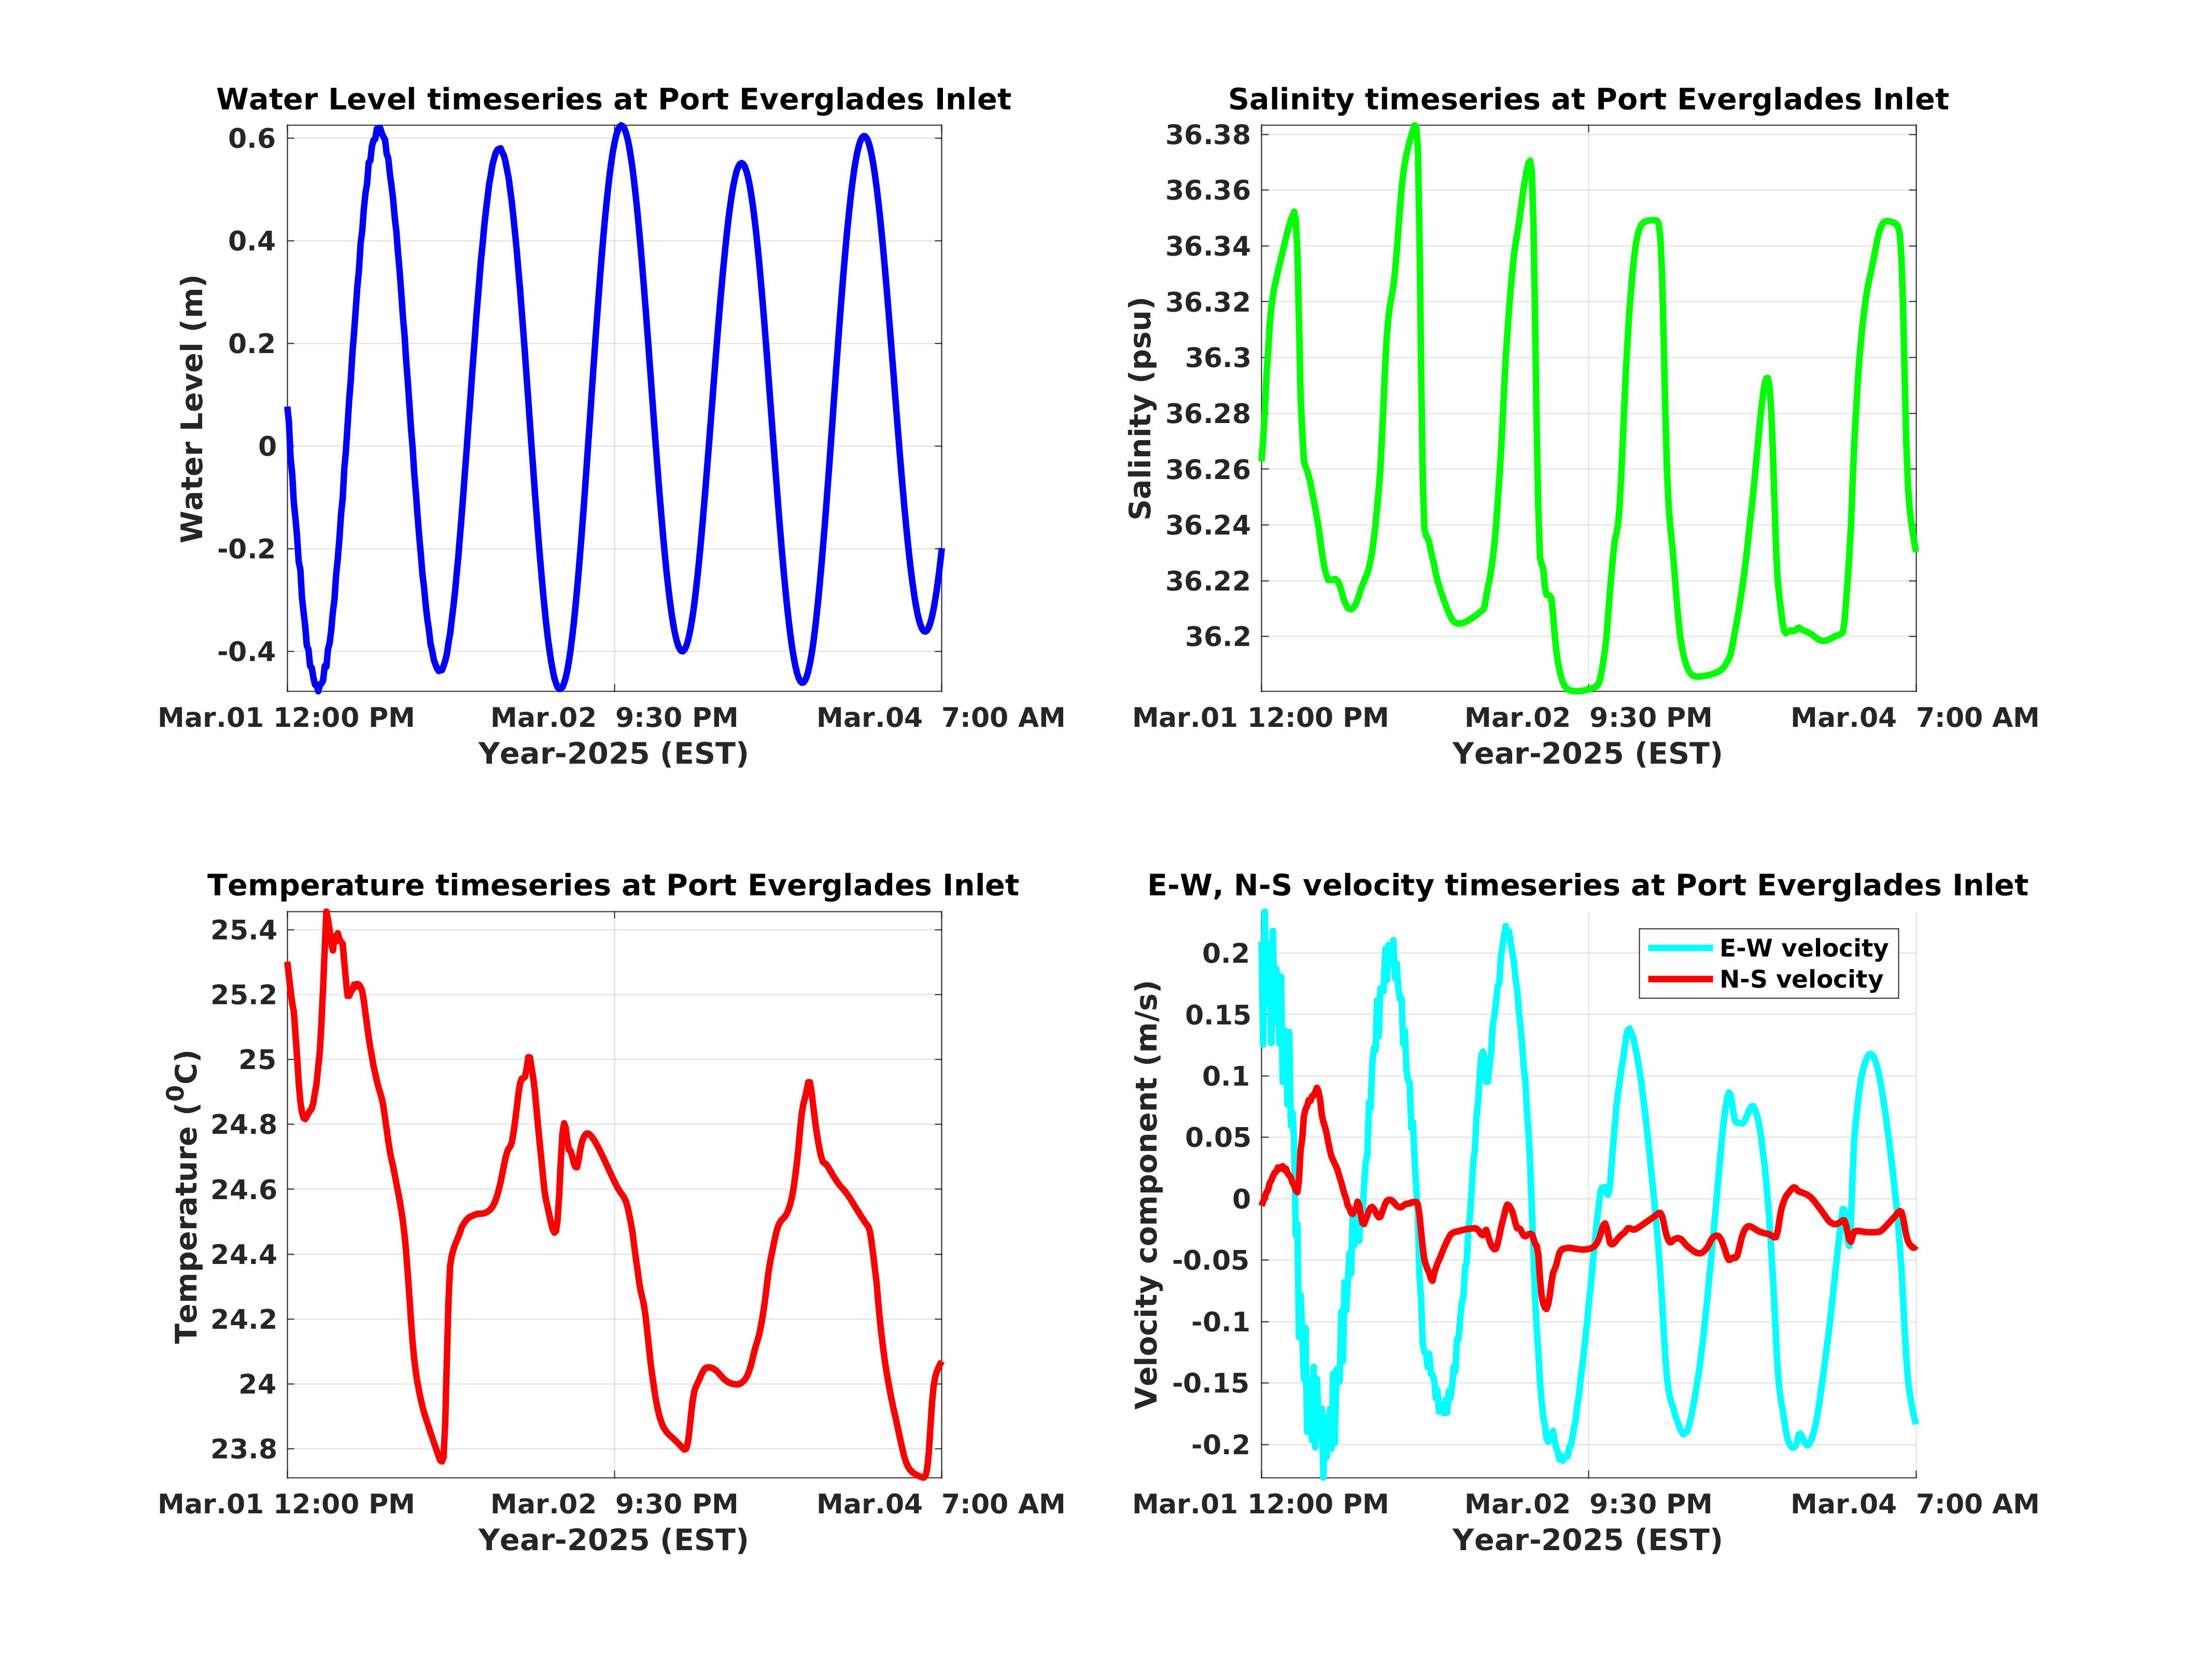 Water Level timeseries at Port Everglades Inlet
0.6
0.4
0.2
0
-0.2
-0.4
Water Level (m)
Mar.01 12:00 PM
Mar.02  9:30 PM
Mar.04  7:00 AM
Year-2025 (EST)
Salinity timeseries at Port Everglades Inlet
36.38
36.36
36.34
36.32
36.3
36.28
36.26
36.24
36.22
36.2
Salinity (psu)
Mar.01 12:00 PM
Mar.02  9:30 PM
Mar.04  7:00 AM
Year-2025 (EST)
Temperature timeseries at Port Everglades Inlet
25.4
25.2
25
24.8
24.6
24.4
24.2
24
23.8
Temperature (⁰C)
Mar.01 12:00 PM
Mar.02  9:30 PM
Mar.04  7:00 AM
Year-2025 (EST)
E-W, N-S velocity timeseries at Port Everglades Inlet
E-W velocity
N-S velocity
0.2
0.15
0.1
0.05
0
-0.05
-0.1
-0.15
-0.2
Velocity component (m/s)
Mar.01 12:00 PM
Mar.02  9:30 PM
Mar.04  7:00 AM
Year-2025 (EST)